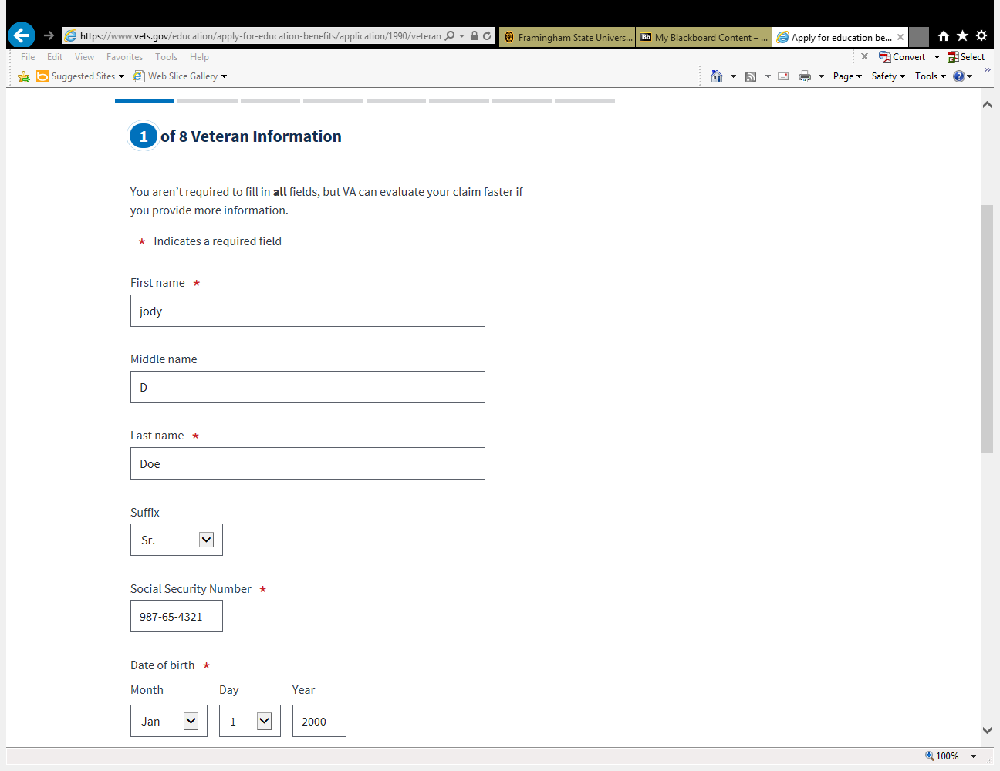 https://www.vets.gov/education/apply-for-education-benefits/application/1990/veteran
Framingham State Univers...
Bb My Blackboard Content – ...
Apply for education be...
File Edit View Favorites Tools Help
X Convert Select
Suggested Sites Web Slice Gallery
Page Safety Tools
1 of 8 Veteran Information
You aren’t required to fill in all fields, but VA can evaluate your claim faster if
you provide more information.
* Indicates a required field
First name *
jody
Middle name
D
Last name *
Doe
Suffix
Sr.
Social Security Number *
987-65-4321
Date of birth *
Month Day Year
Jan 1 2000
100%